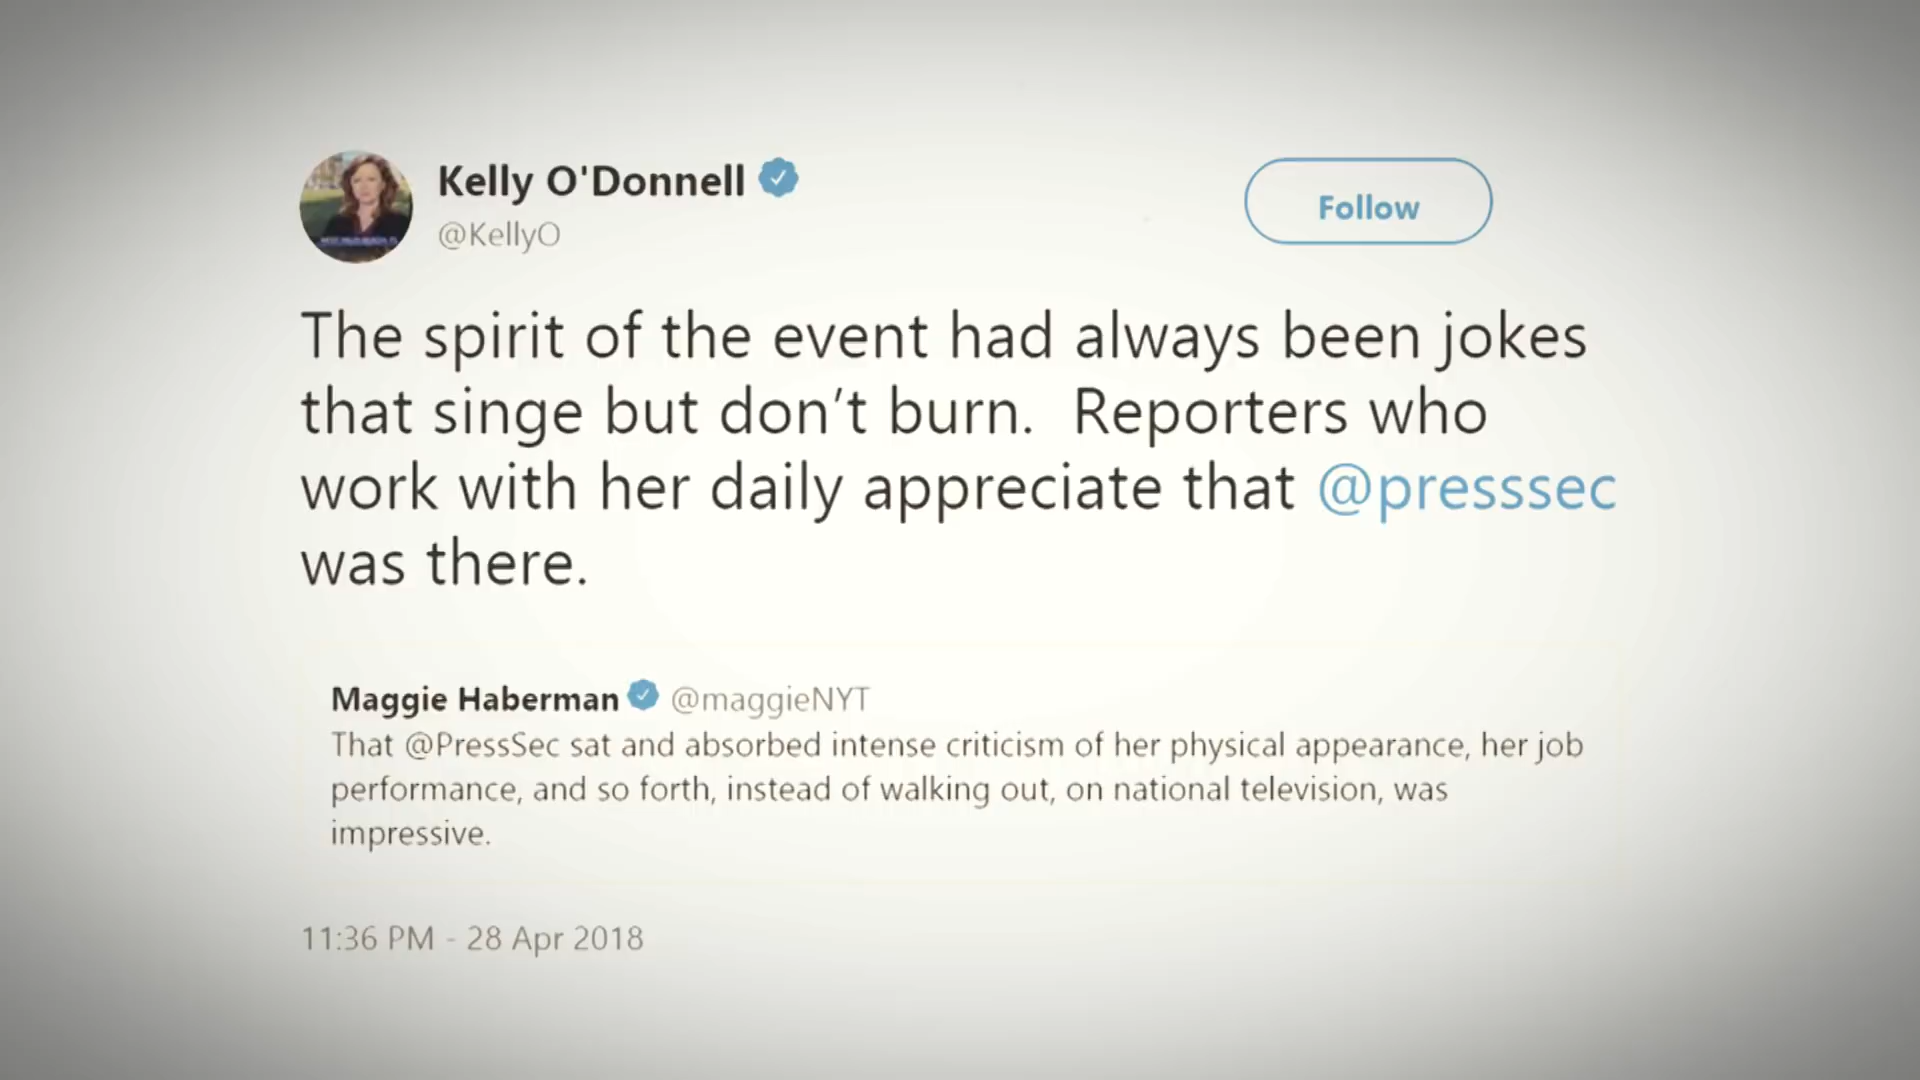 Kelly O'Donnell
@KellyO
Follow
The spirit of the event had always been jokes
that singe but don’t burn.  Reporters who
work with her daily appreciate that @presssec
was there.
Maggie Haberman @maggieNYT
That @PressSec sat and absorbed intense criticism of her physical appearance, her job
performance, and so forth, instead of walking out, on national television, was
impressive.
11:36 PM - 28 Apr 2018